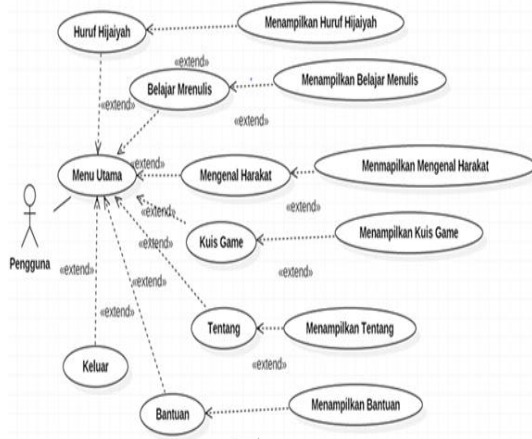 Menampilkan Huruf Hijaiyah
Huruf Hijaiyah
«extend»
Menampilkan Belajar Menulis
Belajar Mrenulis
«extend»
«extend»
«extend»
Menmapilkan Mengenal Harakat
Menu Utama
Mengenal Harakat
«extend»
«extend»
Menampilkan Kuis Game
Kuis Game
«extend»
Pengguna
«extend»
«extend»
«extend»
«extend»
Tentang
Menampilkan Tentang
«extend»
Keluar
Menampilkan Bantuan
Bantuan